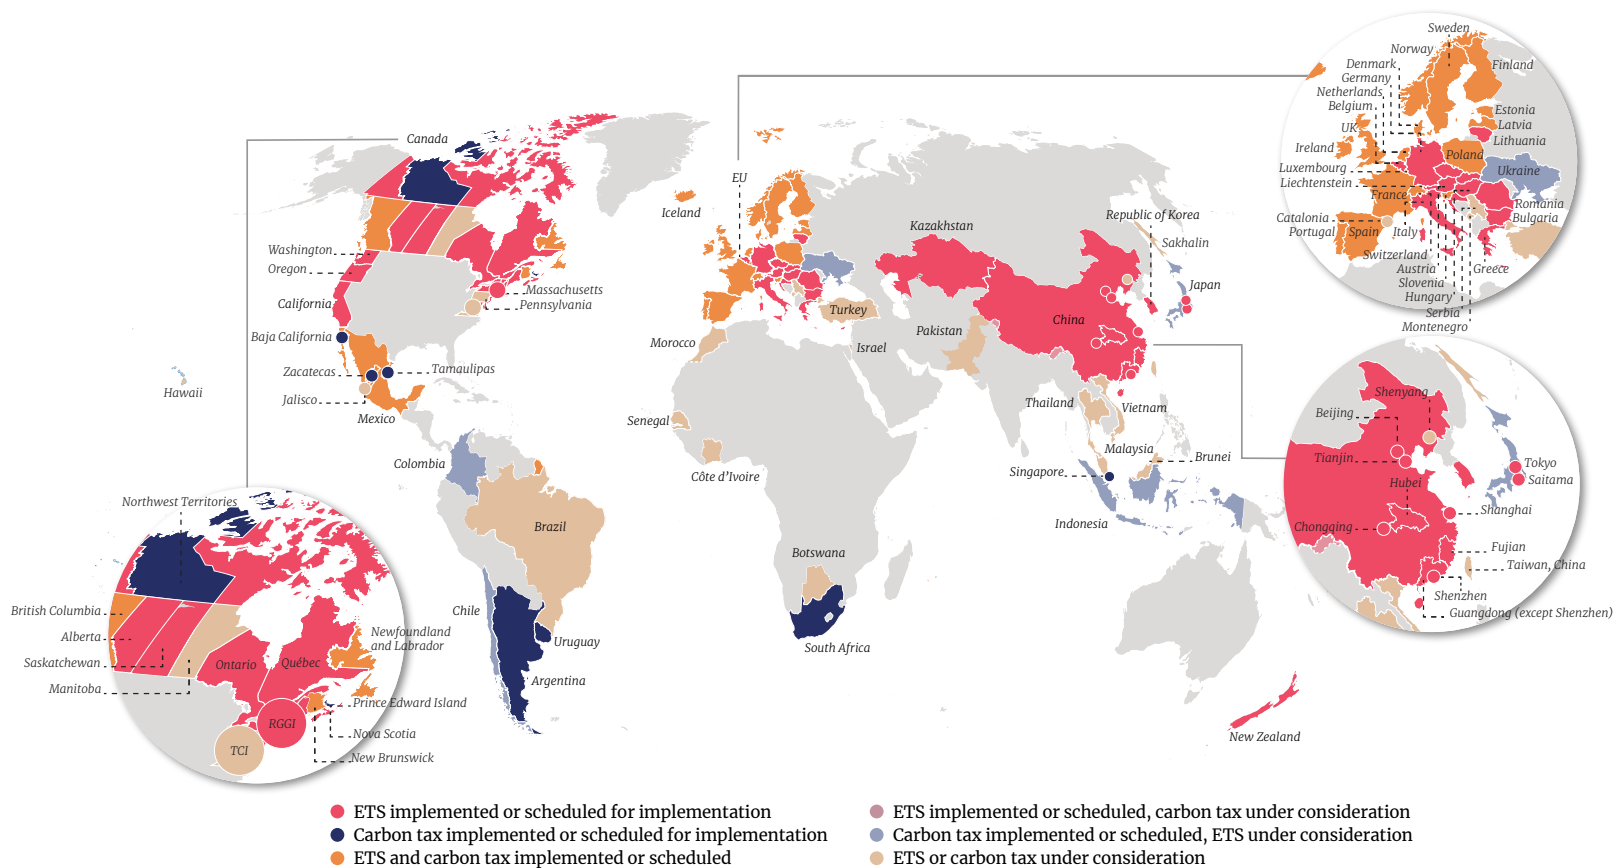 Sweden
Norway
Denmark
Germany
Netherlands
Belgium
Finland
Estonia
Latvia
Lithuania
UK
Ireland
Poland
Luxembourg
Liechtenstein
Ukraine
France
Romania
Bulgaria
Catalonia
Portugal
Spain
Italy
Switzerland
Austria
Slovenia
Hungary
Serbia
Montenegro
Greece
Canada
EU
Iceland
Washington
Oregon
California
Massachusetts
Pennsylvania
Baja California
Zacatecas
Tamaulipas
Jalisco
Mexico
Hawaii
Kazakhstan
Republic of Korea
Sakhalin
Japan
China
Turkey
Pakistan
Morocco
Israel
Thailand
Vietnam
Senegal
Malaysia
Brunei
Colombia
Côte d'Ivoire
Singapore
Indonesia
Brazil
Botswana
Chile
Uruguay
South Africa
Argentina
New Zealand
Shenyang
Beijing
Tianjin
Tokyo
Saitama
Hubei
Shanghai
Chongqing
Fujian
Taiwan, China
Shenzhen
Guangdong (except Shenzhen)
Northwest Territories
British Columbia
Alberta
Saskatchewan
Manitoba
Ontario
Québec
Newfoundland
and Labrador
Prince Edward Island
Nova Scotia
New Brunswick
RGGI
TCI
ETS implemented or scheduled for implementation
Carbon tax implemented or scheduled for implementation
ETS and carbon tax implemented or scheduled
ETS implemented or scheduled, carbon tax under consideration
Carbon tax implemented or scheduled, ETS under consideration
ETS or carbon tax under consideration